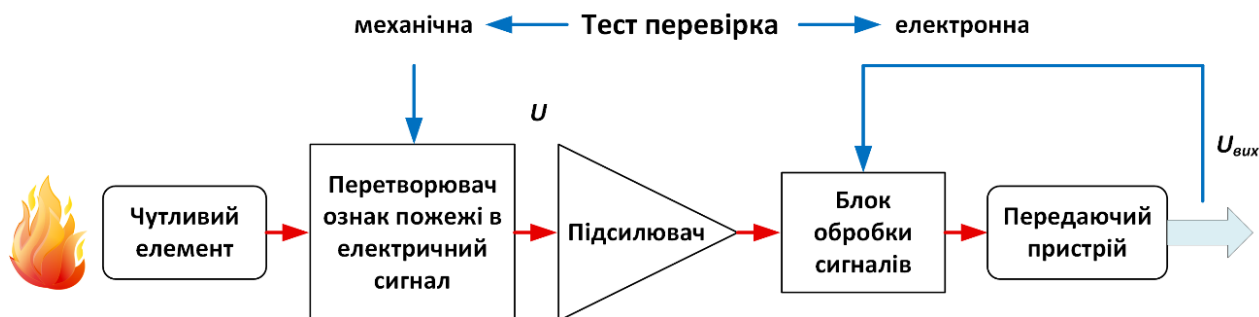 механічна Тест перевірка електронна
U
Uвих
Чутливий
елемент
Перетворювач
ознак пожежі в
електричний
сигнал
Підсилювач
Блок
обробки
сигналів
Передаючий
пристрій